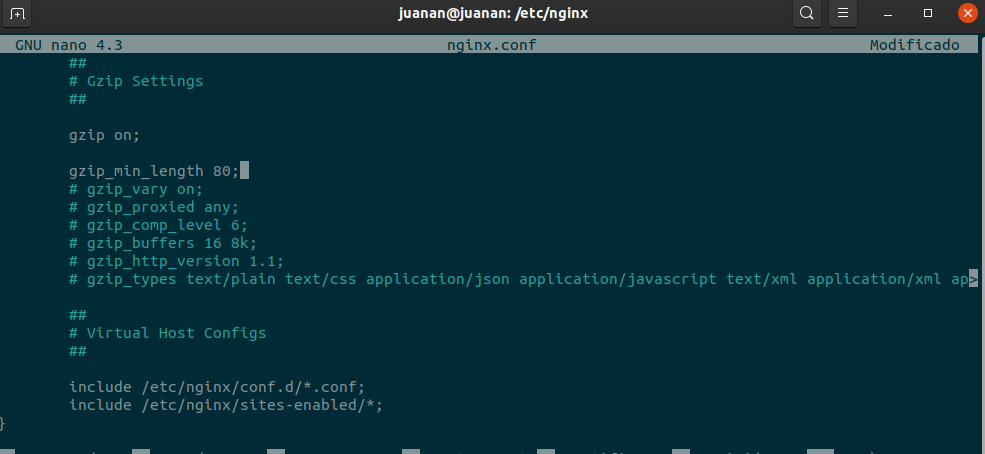 juanan@juanan: /etc/nginx
GNU nano 4.3 nginx.conf Modificado
##
# Gzip Settings
##
gzip on;
gzip_min_length 80;
# gzip_vary on;
# gzip_proxied any;
# gzip_comp_level 6;
# gzip_buffers 16 8k;
# gzip_http_version 1.1;
# gzip_types text/plain text/css application/json application/javascript text/xml application/xml ap>
##
# Virtual Host Configs
##
include /etc/nginx/conf.d/*.conf;
include /etc/nginx/sites-enabled/*;
}